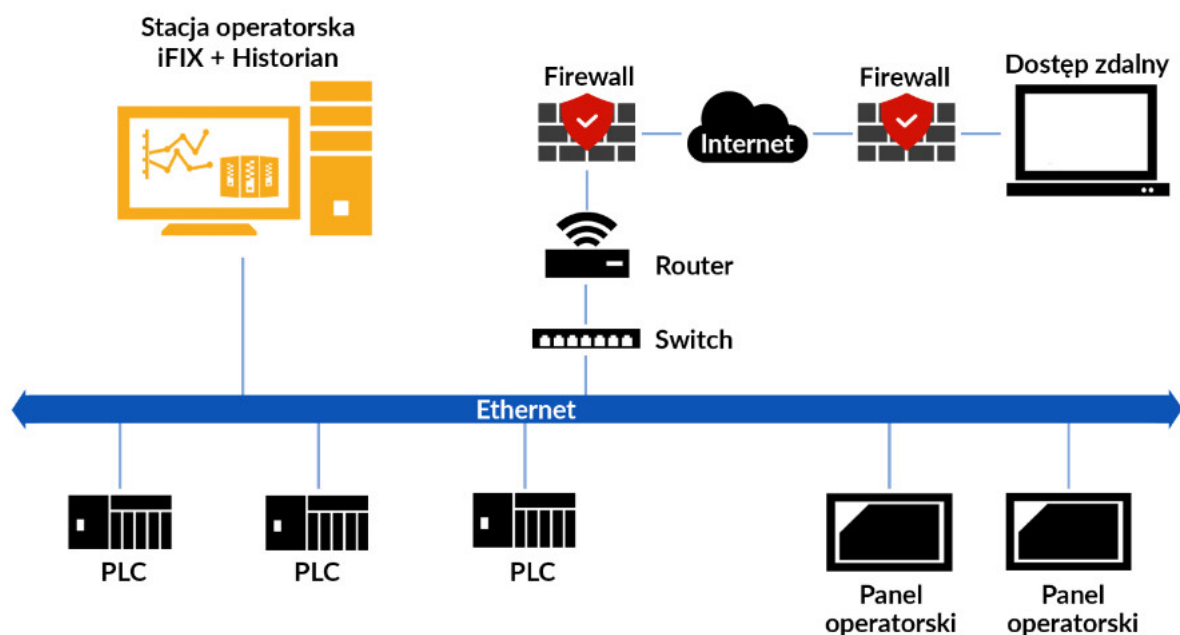 Stacja operatorska
iFIX + Historian
Firewall
Internet
Firewall
Dostęp zdalny
Router
Switch
Ethernet
PLC
PLC
PLC
Panel
operatorski
Panel
operatorski